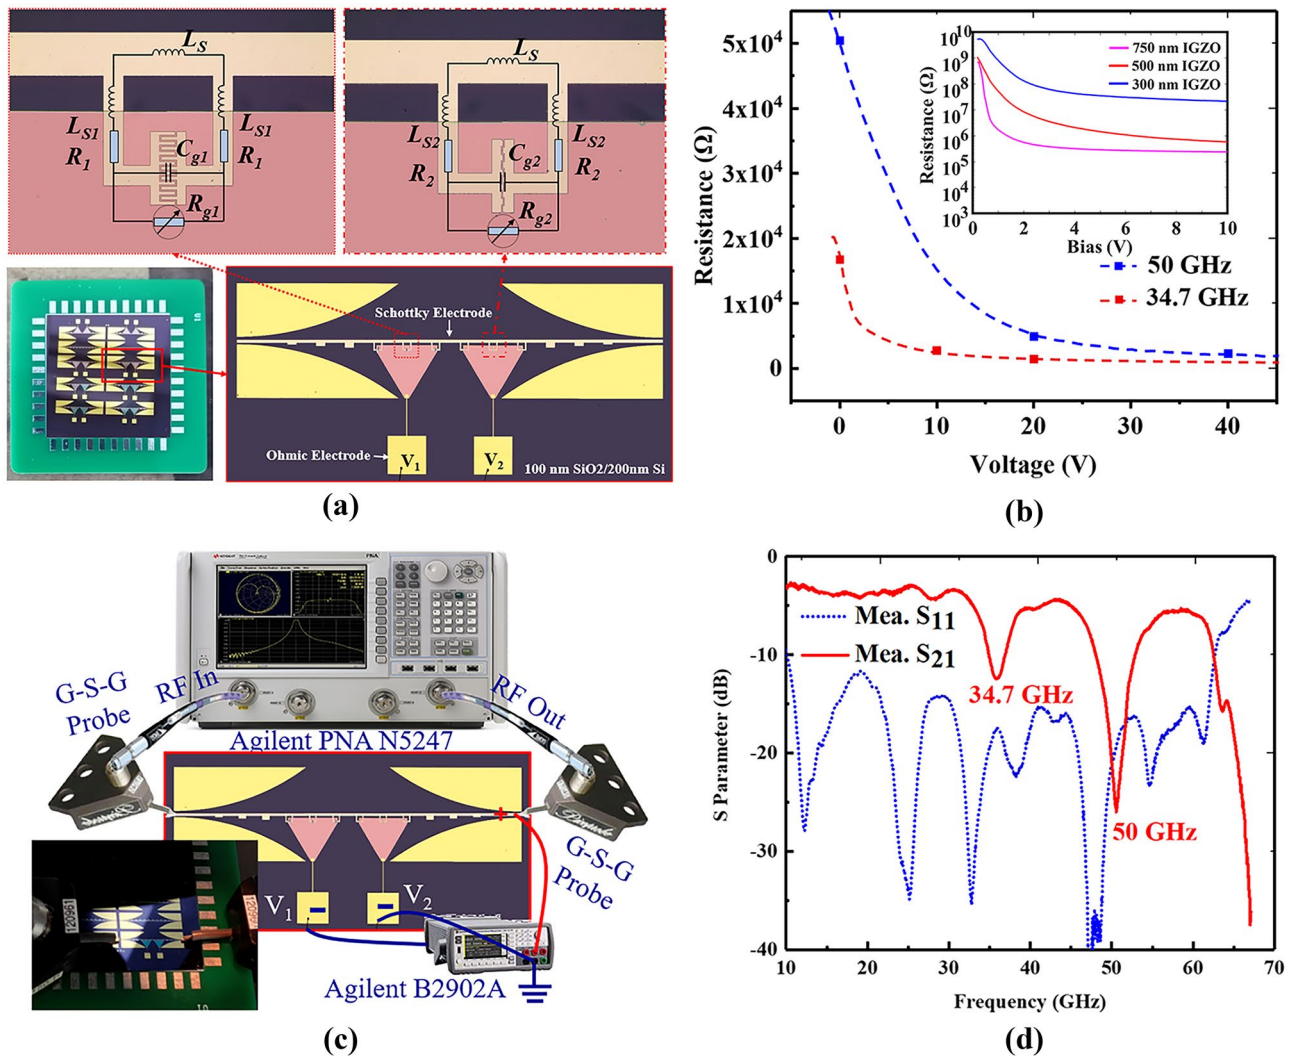 L_S
L_S1
L_S1
R_1
C_g1
R_1
R_g1
L_S
L_S2
L_S2
R_2
C_g2
R_2
R_g2
Schottky Electrode
Ohmic Electrode
V_1
V_2
100 nm SiO2/200nm Si
(a)
5x10^4
2x10^4
1x10^4
0
Resistance (Ω)
0 10 20 30 40
Voltage (V)
50 GHz
34.7 GHz
10^10
10^9
10^8
10^7
10^6
10^5
10^4
10^3
Resistance (Ω)
750 nm IGZO
500 nm IGZO
300 nm IGZO
0 2 4 6 8 10
Bias (V)
(b)
PNA
G-S-G
Probe
RF In
RF Out
Agilent PNA N5247
G-S-G
Probe
V_1
V_2
120961
Agilent B2902A
(c)
0
-10
-20
-30
-40
S Parameter (dB)
Mea. S_11
Mea. S_21
34.7 GHz
50 GHz
10 20 30 40 50 60 70
Frequency (GHz)
(d)